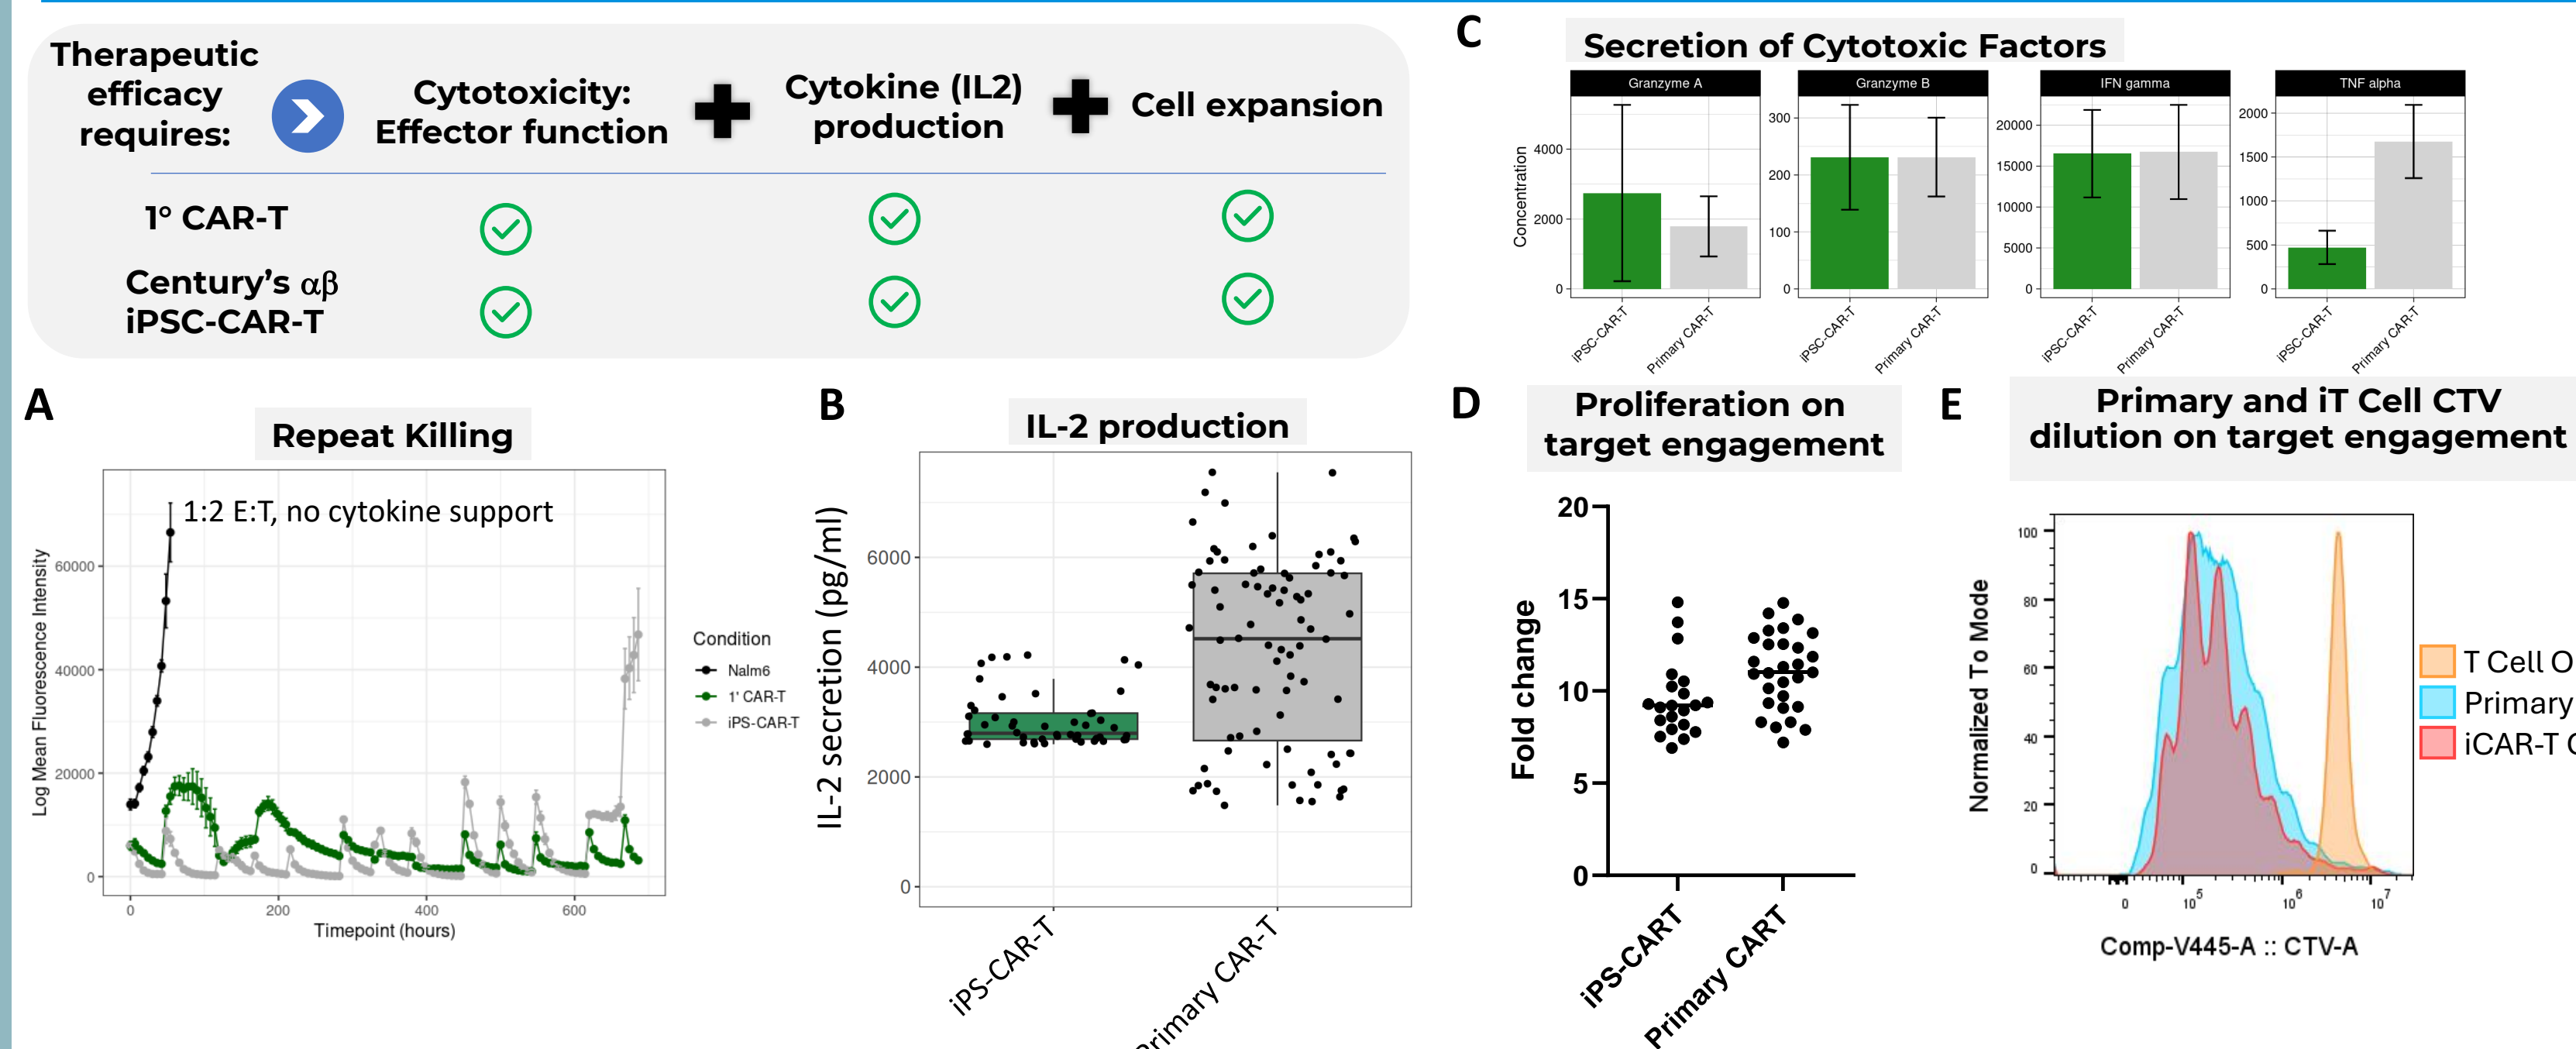 Therapeutic
efficacy
requires:
Cytotoxicity:
Effector function
Cytokine (IL2)
production
Cell expansion
1° CAR-T
Century's αβ
iPSC-CAR-T
C
Secretion of Cytotoxic Factors
Granzyme A
Granzyme B
IFN gamma
TNF alpha
Concentration
4000
2000
0
300
200
100
0
20000
15000
10000
5000
0
2000
1500
1000
500
0
iPSC-CAR-T
Primary CAR-T
iPSC-CAR-T
Primary CAR-T
iPSC-CAR-T
Primary CAR-T
iPSC-CAR-T
Primary CAR-T
A
Repeat Killing
1:2 E:T, no cytokine support
Log Mean Fluorescence Intensity
60000
40000
20000
0
0
200
400
600
Timepoint (hours)
Condition
Nalm6
1' CAR-T
iPS-CAR-T
B
IL-2 production
IL-2 secretion (pg/ml)
6000
4000
2000
0
iPS-CAR-T
Primary CAR-T
D
Proliferation on
target engagement
Fold change
20
15
10
5
0
iPS-CART
Primary CART
E
Primary and iT Cell CTV
dilution on target engagement
Normalized To Mode
100
80
60
40
20
0
0
10^5
10^6
10^7
Comp-V445-A :: CTV-A
T Cell O
Primary
iCAR-T